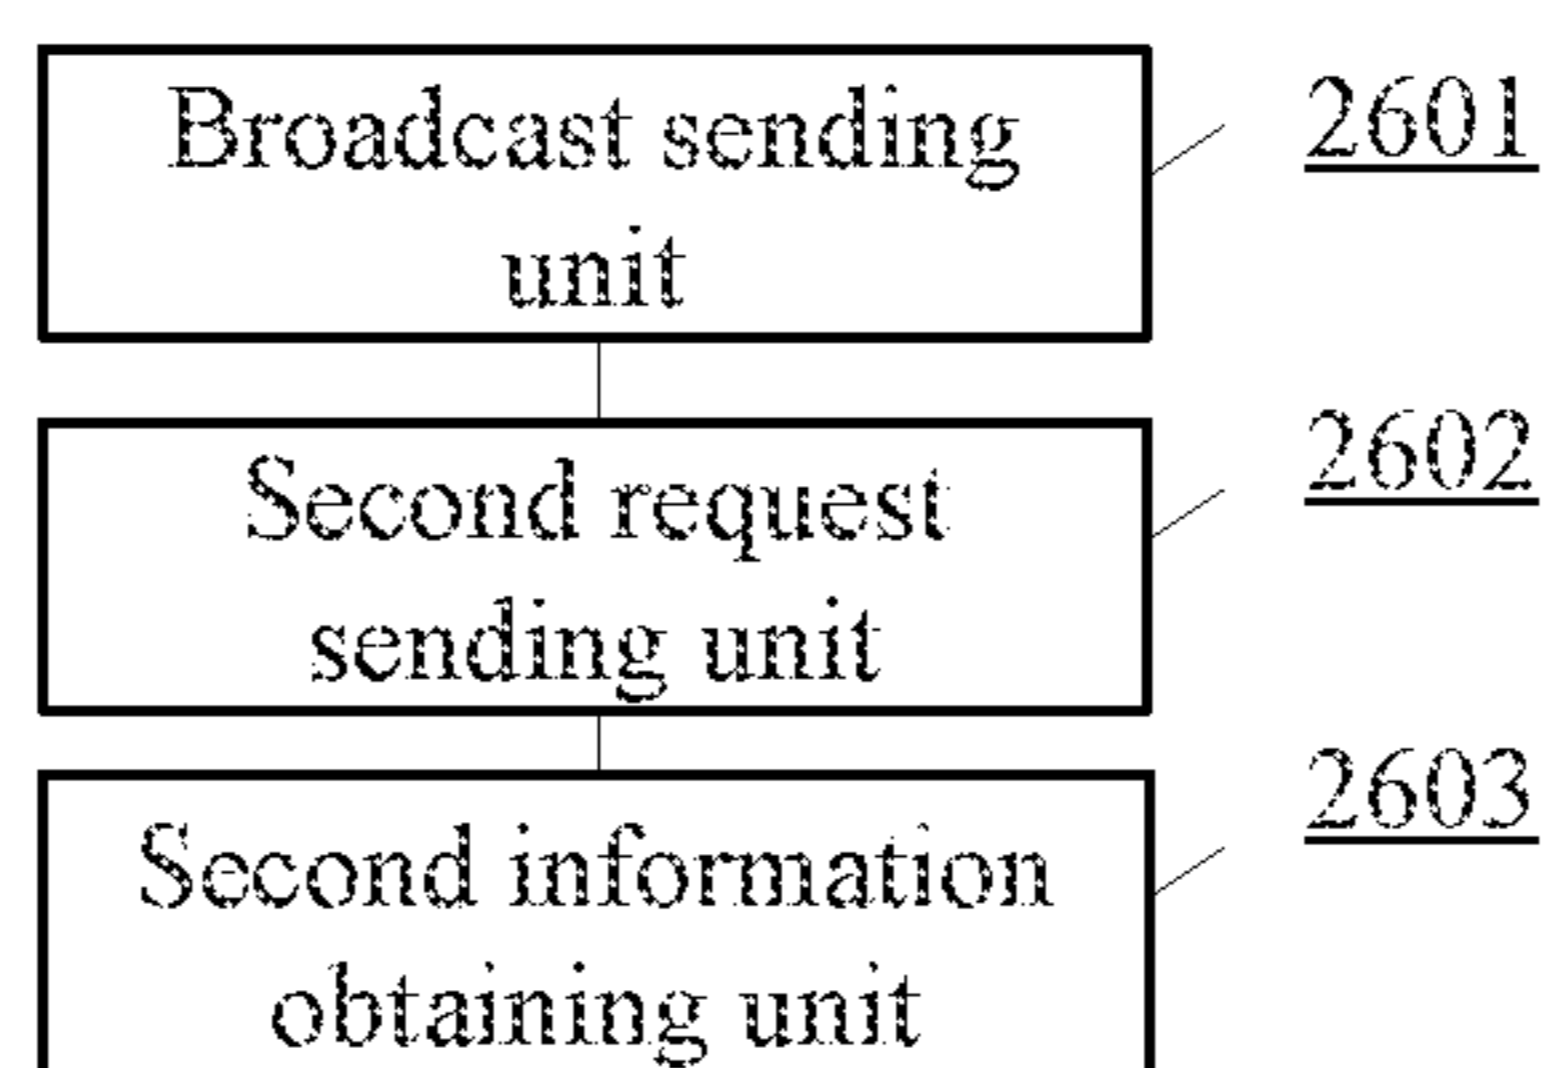 Broadcast sending
unit
2601
Second request
sending unit
2602
Second information
obtaining unit
2603